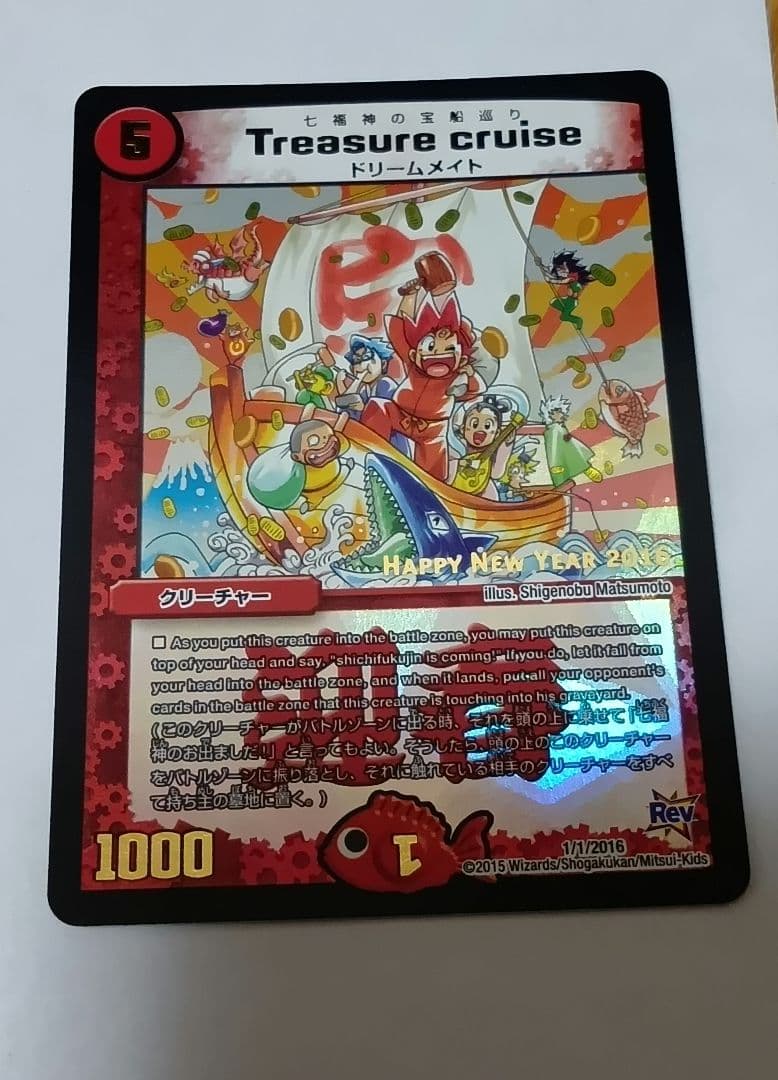 5
七福神の宝船巡り
Treasure cruise
ドリームメイト
HAPPY NEW YEAR 2016
クリーチャー
illus. Shigenobu Matsumoto
■ As you put this creature into the battle zone, you may put this creature on
top of your head and say, "shichifukujin is coming!" If you do, let it fall from
your head into the battle zone, and when it lands, put all your opponent's
cards in the battle zone that this creature is touching into his graveyard.
(このクリーチャーがバトルゾーンに出る時、それを頭の上に乗せて「七福
神のお出ましだ!」と言ってもよい。そうしたら、頭の上のこのクリーチャー
をバトルゾーンに振り落とし、それに触れている相手のクリーチャーをすべ
て持ち主の墓地に置く。)
迎春
Rev
1000
1
1/1/2016
©2015 Wizards/Shogakukan/Mitsui-Kids